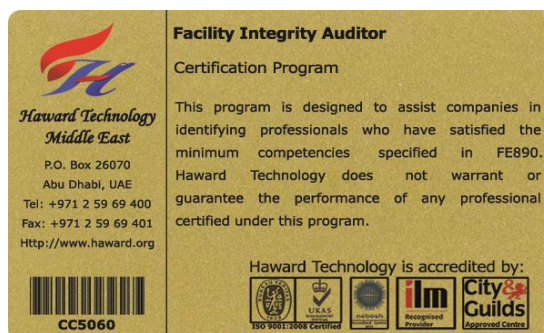 Haward Technology
Middle East
P.O. Box 26070
Abu Dhabi, UAE
Tel: +971 2 59 69 400
Fax: +971 2 59 69 401
Http://www.haward.org
CC5060
Facility Integrity Auditor
Certification Program
This program is designed to assist companies in
identifying professionals who have satisfied the
minimum competencies specified in FE890.
Haward Technology does not warrant or
guarantee the performance of any professional
certified under this program.
Haward Technology is accredited by:
UKAS
MANAGEMENT
SYSTEMS
ISO 9001:2008 Certified
nebosh
ilm
Recognised
Provider
City&
Guilds
Approved Centre